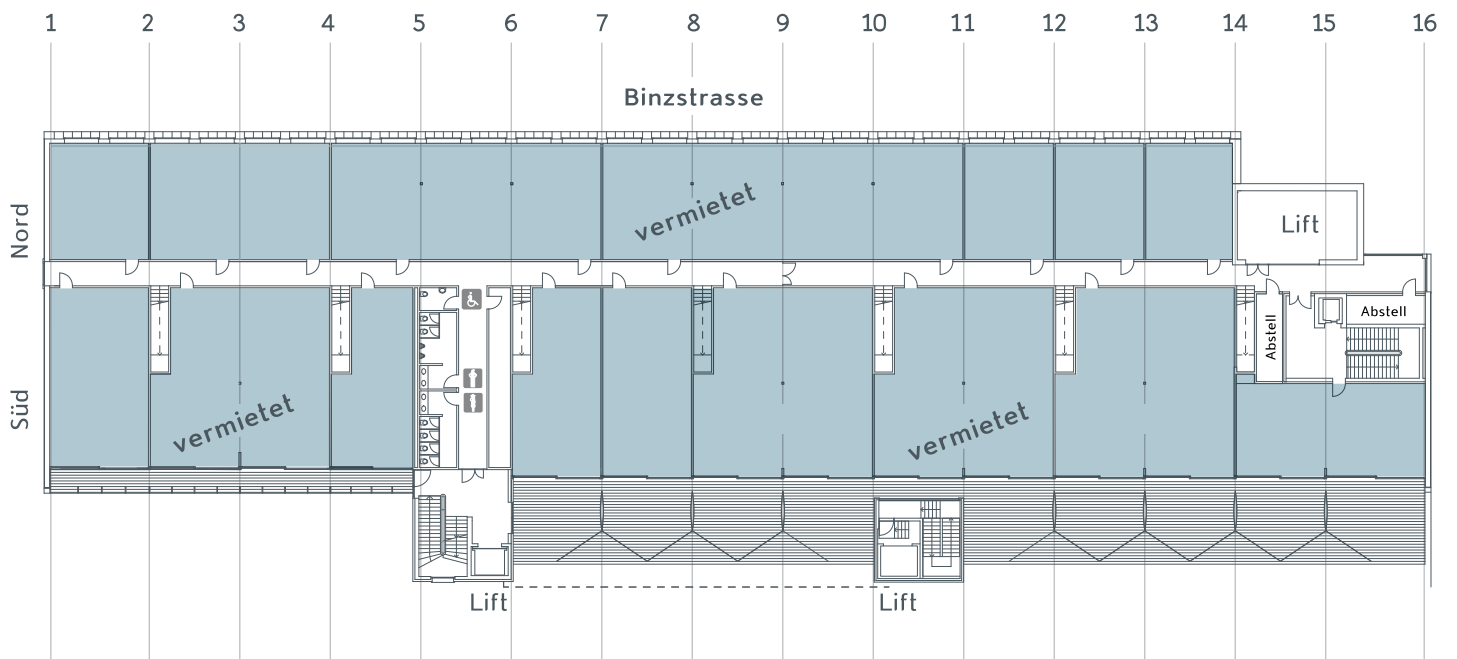 1 2 3 4 5 6 7 8 9 10 11 12 13 14 15 16
Binzstrasse
Nord
vermietet
Lift
Abstell
Abstell
Süd
vermietet
vermietet
Lift
Lift